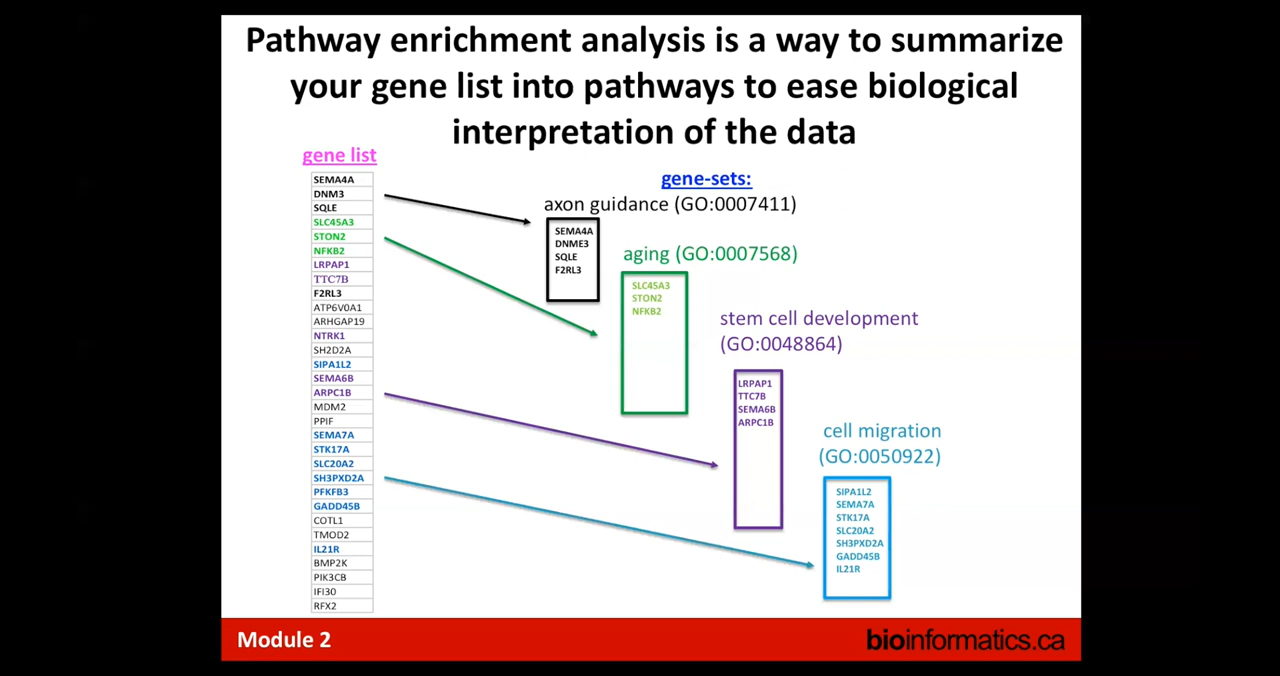 Pathway enrichment analysis is a way to summarize
your gene list into pathways to ease biological
interpretation of the data
gene list
SEMA4A
DNM3
SQLE
SLC45A3
STON2
NFKB2
LRPAP1
TTC7B
F2RL3
ATP6V0A1
ARHGAP19
NTRK1
SH2D2A
SIPA1L2
SEMA6B
ARPC1B
MDM2
PPIF
SEMA7A
STK17A
SLC20A2
SH3PXD2A
PFKFB3
GADD45B
COTL1
TMOD2
IL21R
BMP2K
PIK3CB
IFI30
RFX2
gene-sets:
axon guidance (GO:0007411)
SEMA4A
DNME3
SQLE
F2RL3
aging (GO:0007568)
SLC45A3
STON2
NFKB2
stem cell development
(GO:0048864)
LRPAP1
TTC7B
SEMA6B
ARPC1B
cell migration
(GO:0050922)
SIPA1L2
SEMA7A
STK17A
SLC20A2
SH3PXD2A
GADD45B
IL21R
Module 2
bioinformatics.ca